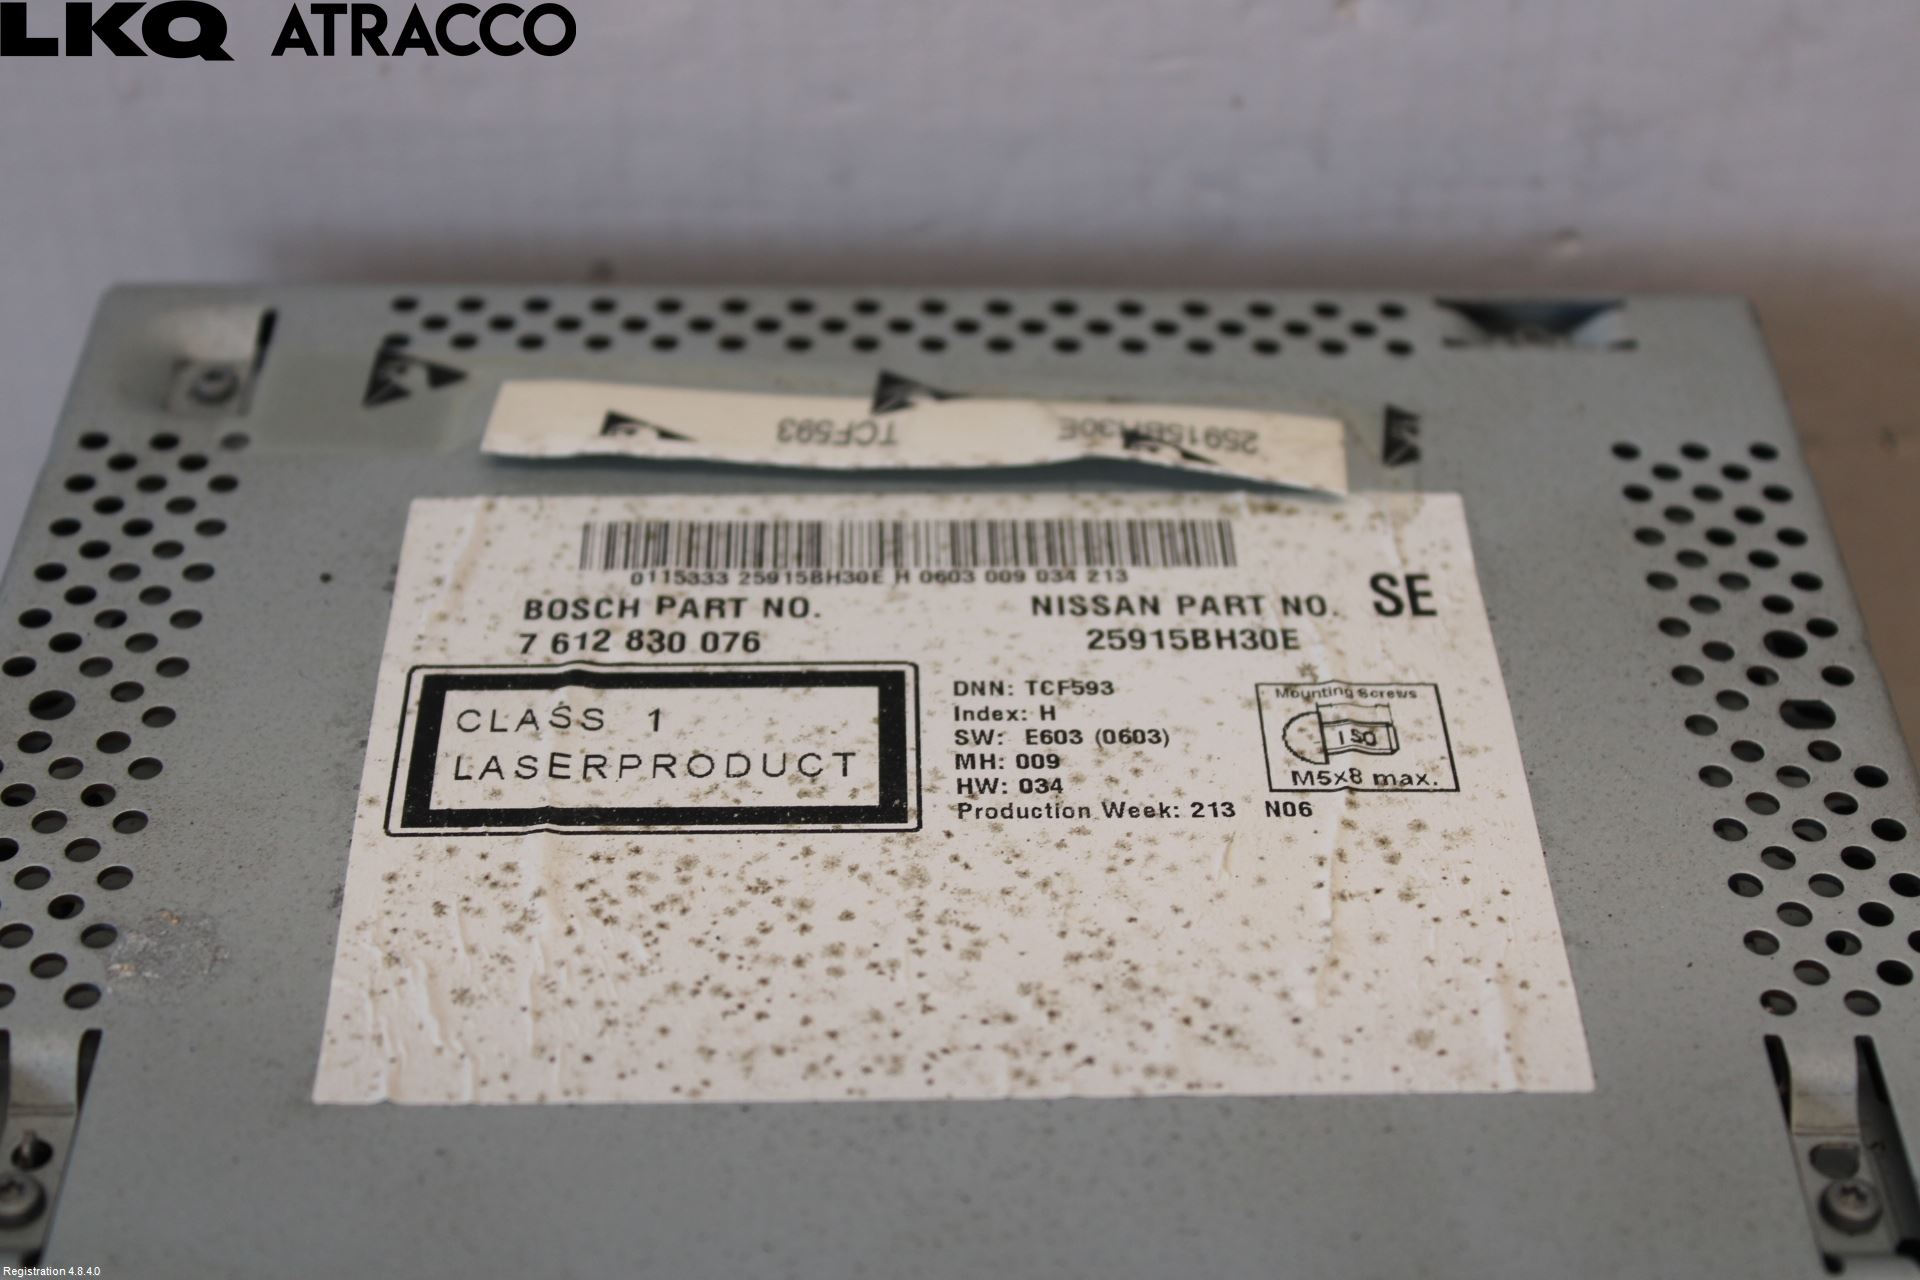 LKQ ATRACCO
TCF593
25915BH30E
0115333 25915BH30E H 0603 009 034 213
BOSCH PART NO.
7 612 830 076
NISSAN PART NO. SE
25915BH30E
CLASS 1
LASERPRODUCT
DNN: TCF593
Index: H
SW: E603 (0603)
MH: 009
HW: 034
Production Week: 213 N06
Mounting Screws
ISO
M5x8 max.
Registration 4.8.4.0